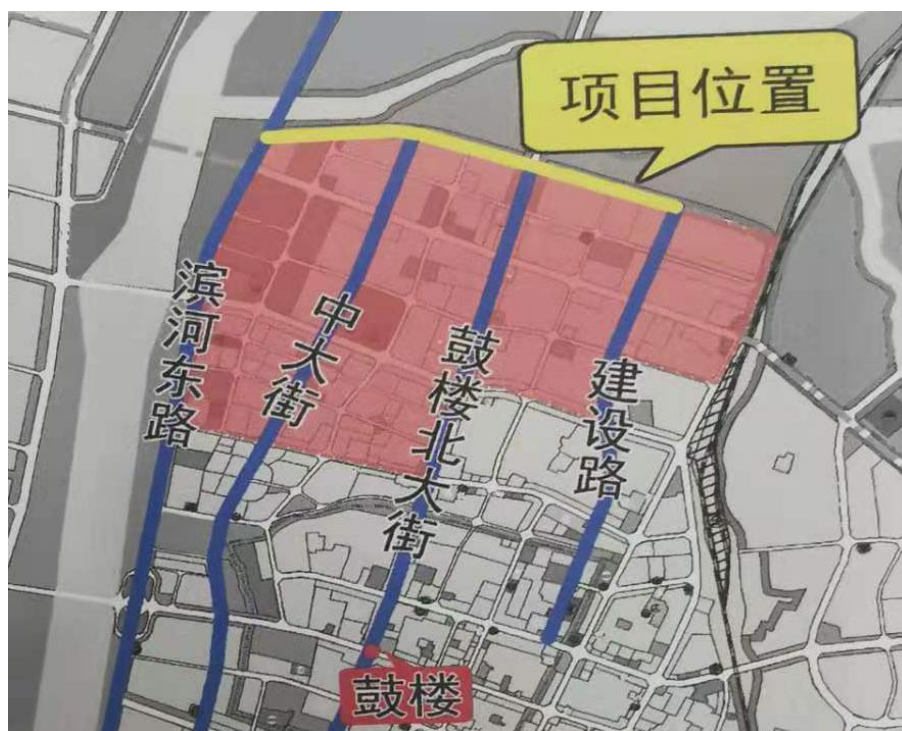 项目位置
滨河东路
中大街
鼓楼北大街
建设路
鼓楼